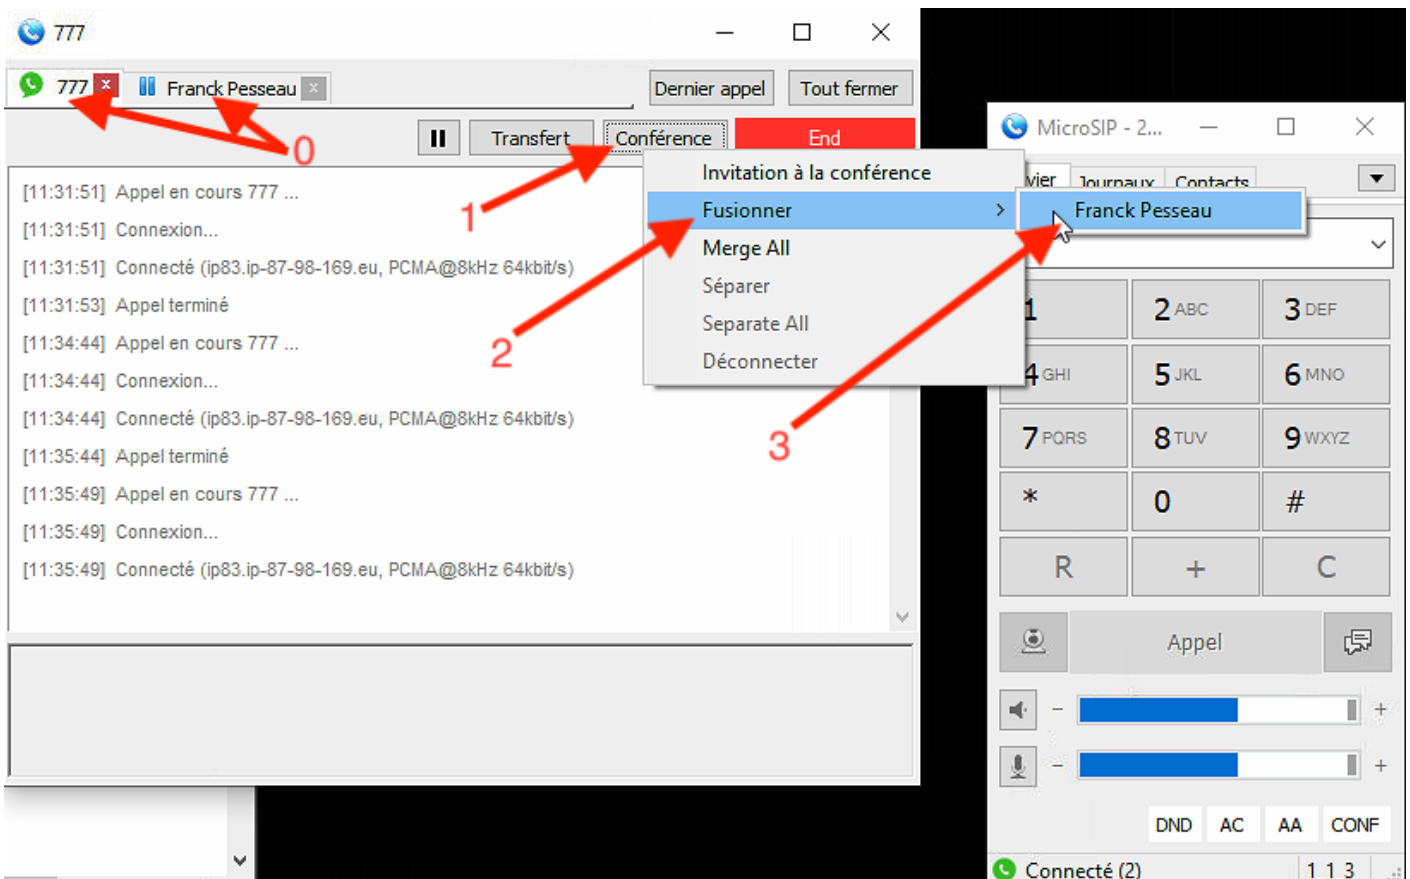 777
777 x Franck Pesseau x
Dernier appel Tout fermer
0
Transfert Conférence End
[11:31:51] Appel en cours 777 ...
[11:31:51] Connexion...
[11:31:51] Connecté (ip83.ip-87-98-169.eu, PCMA@8kHz 64kbit/s)
[11:31:53] Appel terminé
[11:34:44] Appel en cours 777 ...
[11:34:44] Connexion...
[11:34:44] Connecté (ip83.ip-87-98-169.eu, PCMA@8kHz 64kbit/s)
[11:35:44] Appel terminé
[11:35:49] Appel en cours 777 ...
[11:35:49] Connexion...
[11:35:49] Connecté (ip83.ip-87-98-169.eu, PCMA@8kHz 64kbit/s)
1
2
3
Invitation à la conférence
Fusionner
Merge All
Séparer
Separate All
Déconnecter
Franck Pesseau
MicroSIP - 2...
Journaux Contacts
1 2 ABC 3 DEF
4 GHI 5 JKL 6 MNO
7 PQRS 8 TUV 9 WXYZ
* 0 #
R + C
Appel
- +
- +
DND AC AA CONF
Connecté (2) 1 1 3